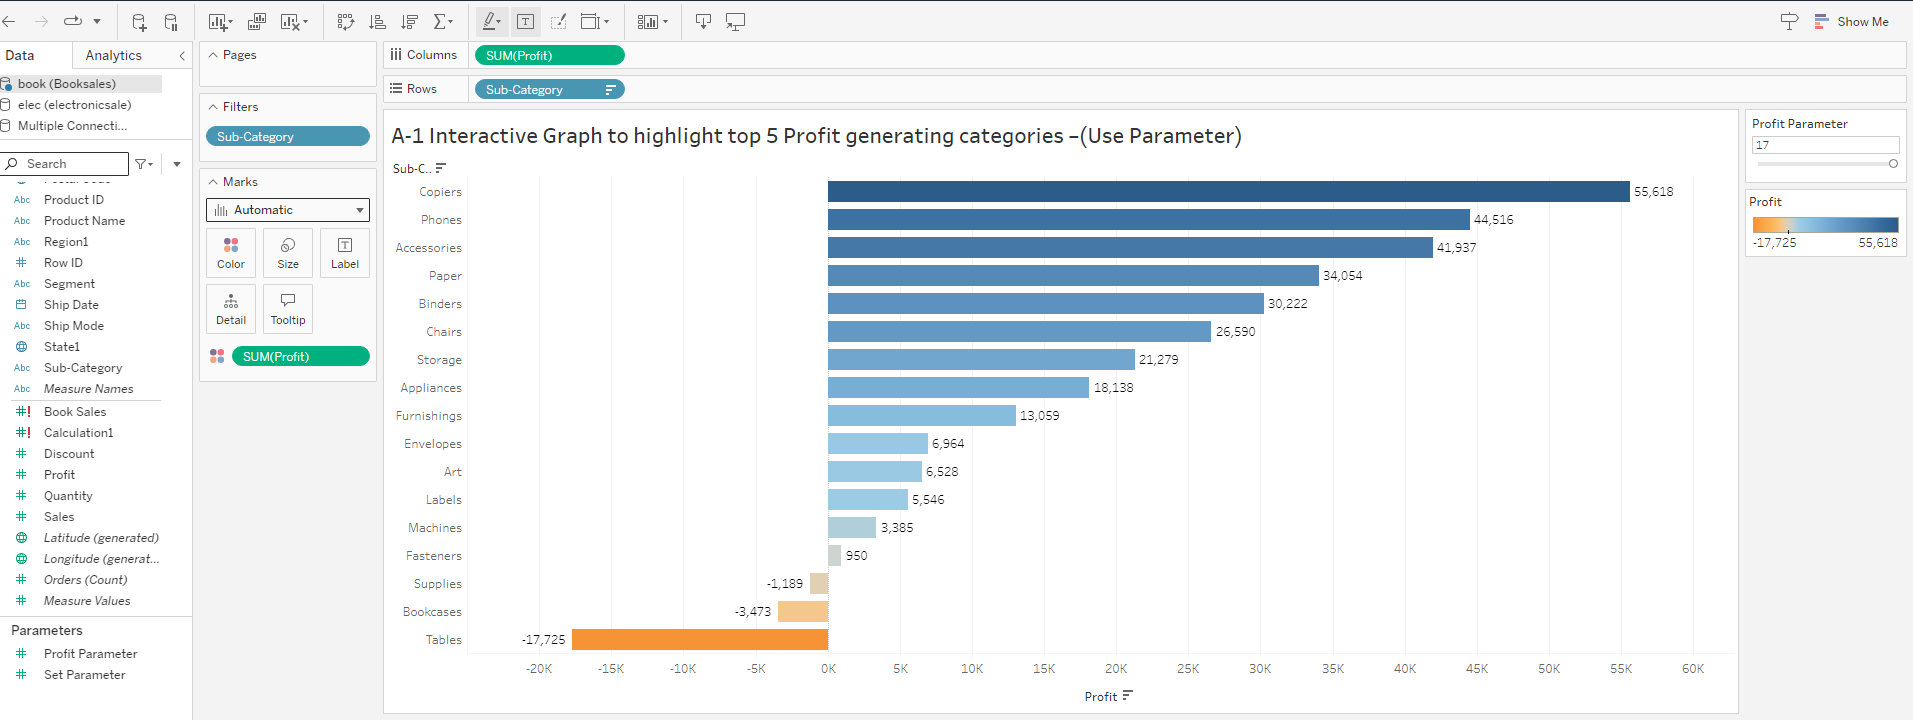 Show Me
Data
Analytics
book (Booksales)
elec (electronicsale)
Multiple Connecti...
Search
Abc Product ID
Abc Product Name
Abc Region1
Row ID
Abc Segment
Ship Date
Abc Ship Mode
State1
Abc Sub-Category
Abc Measure Names
Book Sales
Calculation1
Discount
Profit
Quantity
Sales
Latitude (generated)
Longitude (generat...
Orders (Count)
Measure Values
Parameters
Profit Parameter
Set Parameter
Pages
Filters
Sub-Category
Marks
Automatic
Color
Size
Label
Detail
Tooltip
SUM(Profit)
Columns
SUM(Profit)
Rows
Sub-Category
A-1 Interactive Graph to highlight top 5 Profit generating categories –(Use Parameter)
Sub-C..
Copiers 55,618
Phones 44,516
Accessories 41,937
Paper 34,054
Binders 30,222
Chairs 26,590
Storage 21,279
Appliances 18,138
Furnishings 13,059
Envelopes 6,964
Art 6,528
Labels 5,546
Machines 3,385
Fasteners 950
Supplies -1,189
Bookcases -3,473
Tables -17,725
-20K -15K -10K -5K 0K 5K 10K 15K 20K 25K 30K 35K 40K 45K 50K 55K 60K
Profit
Profit Parameter
17
Profit
-17,725 55,618